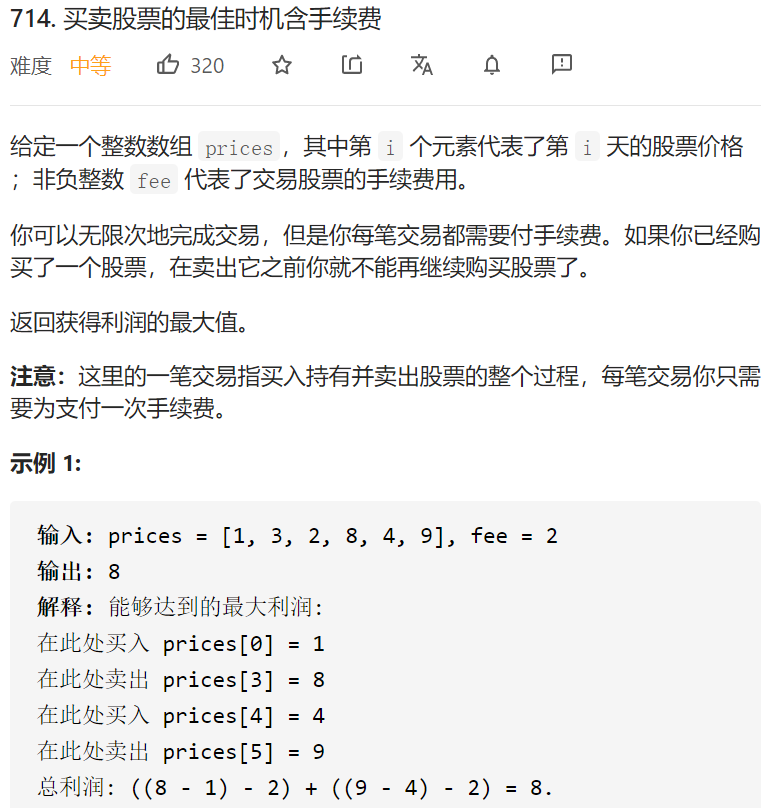 714. 买卖股票的最佳时机含手续费
难度 中等 320
给定一个整数数组 prices ，其中第 i 个元素代表了第 i 天的股票价格
；非负整数 fee 代表了交易股票的手续费用。
你可以无限次地完成交易，但是你每笔交易都需要付手续费。如果你已经购
买了一个股票，在卖出它之前你就不能再继续购买股票了。
返回获得利润的最大值。
注意：这里的一笔交易指买入持有并卖出股票的整个过程，每笔交易你只需
要为支付一次手续费。
示例 1:
输入: prices = [1, 3, 2, 8, 4, 9], fee = 2
输出: 8
解释: 能够达到的最大利润:
在此处买入 prices[0] = 1
在此处卖出 prices[3] = 8
在此处买入 prices[4] = 4
在此处卖出 prices[5] = 9
总利润: ((8 - 1) - 2) + ((9 - 4) - 2) = 8.